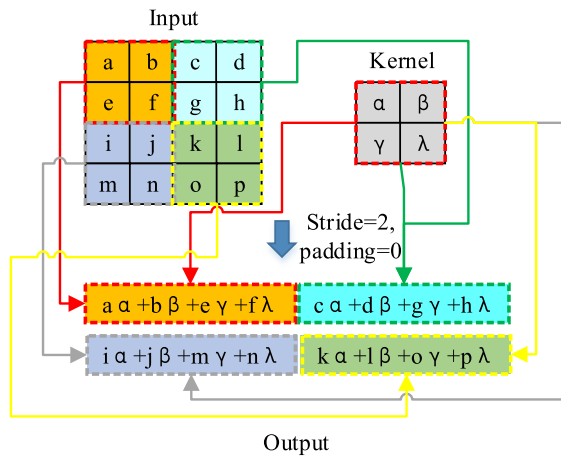 Input
a b c d
e f g h
i j k l
m n o p
Kernel
α β
γ λ
Stride=2,
padding=0
a α +b β +e γ +f λ
c α +d β +g γ +h λ
i α +j β +m γ +n λ
k α +l β +o γ +p λ
Output